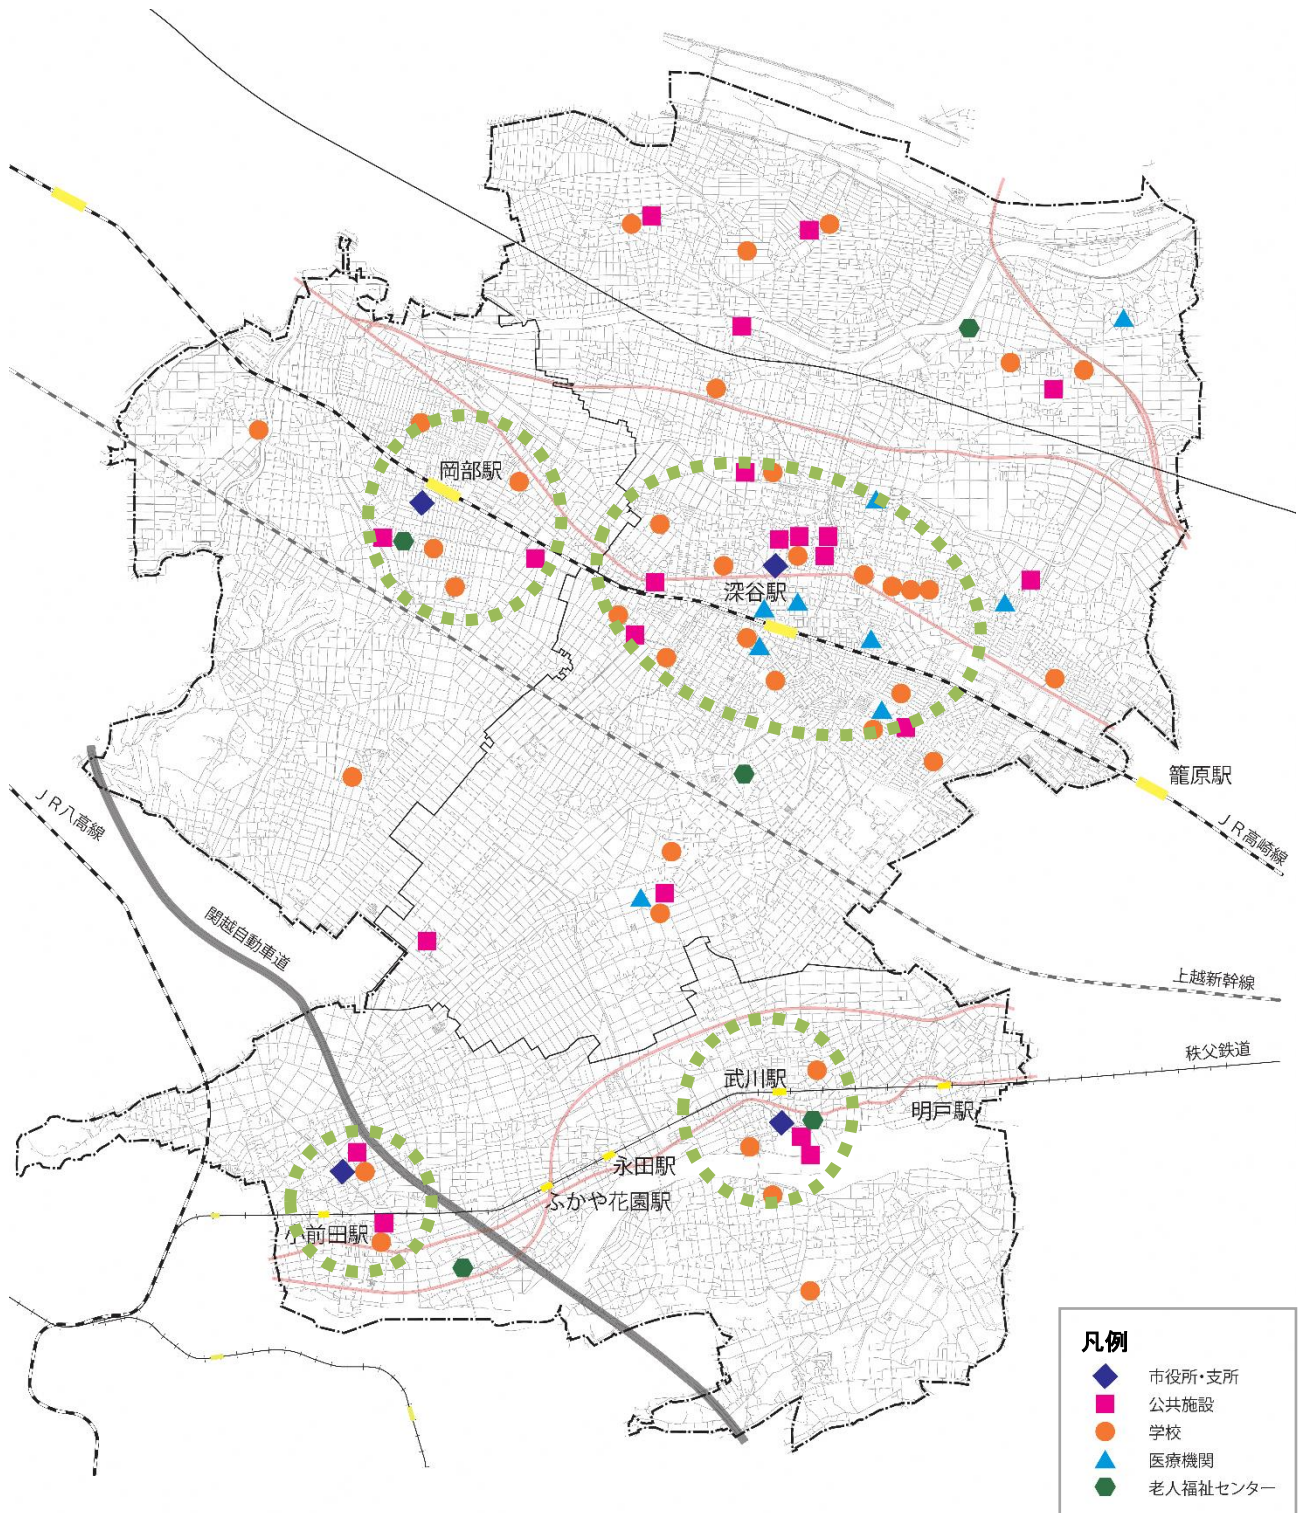 岡部駅
深谷駅
籠原駅
JR高崎線
JR八高線
関越自動車道
上越新幹線
秩父鉄道
武川駅
明戸駅
永田駅
ふかや花園駅
小前田駅
凡例
市役所・支所
公共施設
学校
医療機関
老人福祉センター